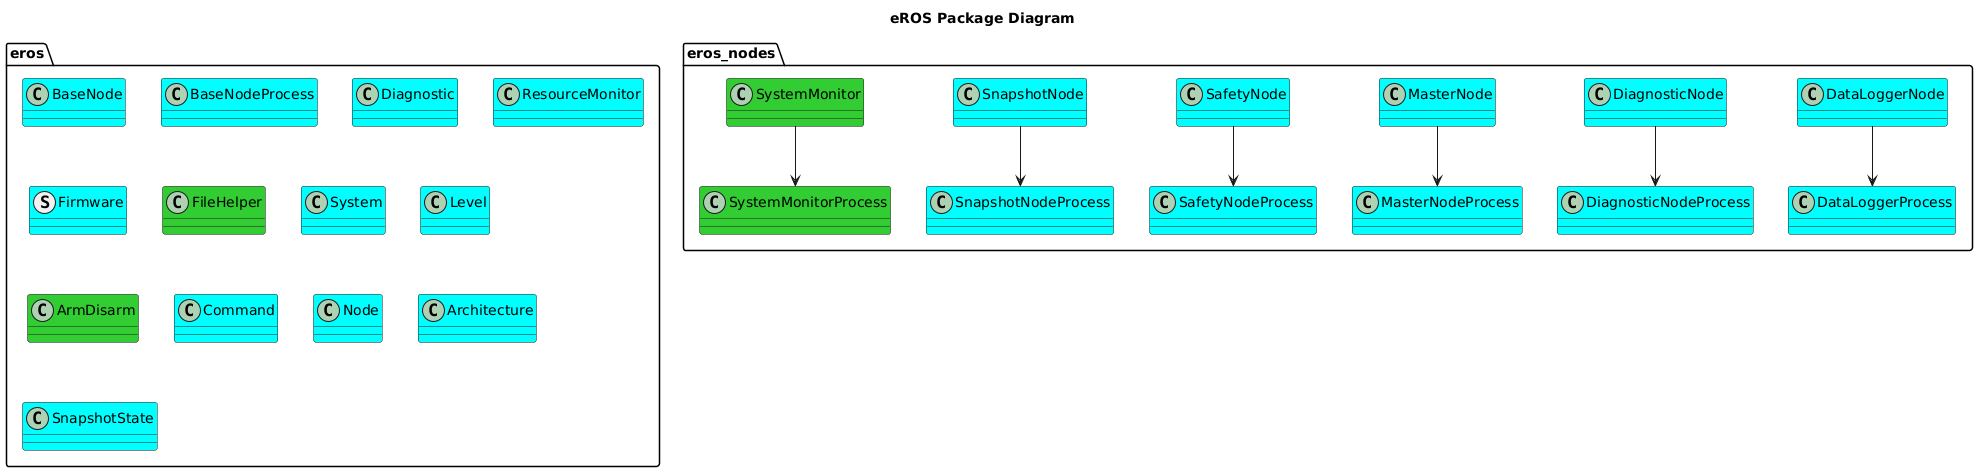 eROS Package Diagram
eros
C BaseNode
C BaseNodeProcess
C Diagnostic
C ResourceMonitor
S Firmware
C FileHelper
C System
C Level
C ArmDisarm
C Command
C Node
C Architecture
C SnapshotState
eros_nodes
C SystemMonitor
C SnapshotNode
C SafetyNode
C MasterNode
C DiagnosticNode
C DataLoggerNode
C SystemMonitorProcess
C SnapshotNodeProcess
C SafetyNodeProcess
C MasterNodeProcess
C DiagnosticNodeProcess
C DataLoggerProcess